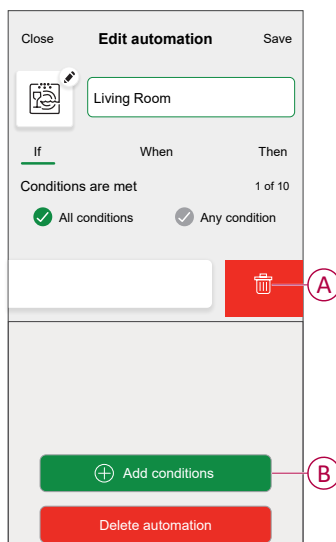 Close Edit automation Save
Living Room
If When Then
Conditions are met 1 of 10
All conditions Any condition
A
Add conditions B
Delete automation